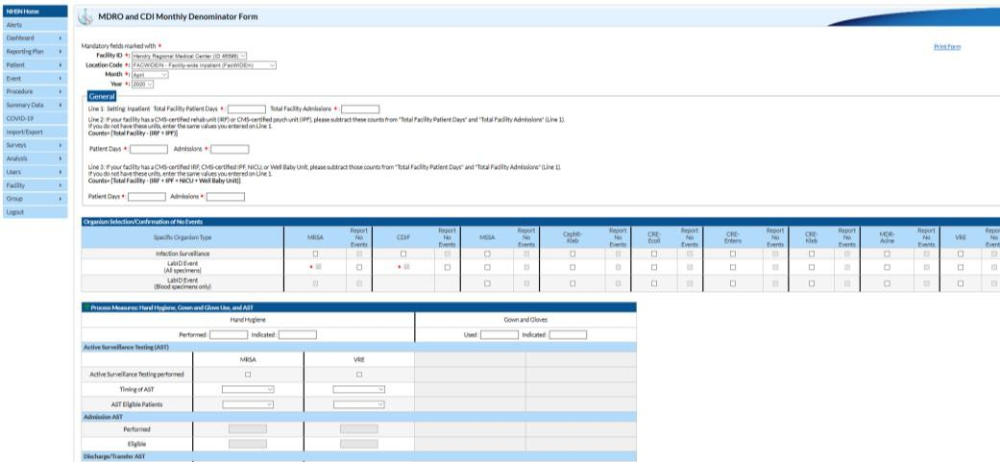 NHSN Home
Alerts
Dashboard
Reporting Plan
Patient
Event
Procedure
Summary Data
COVID-19
Import/Export
Surveys
Analysis
Users
Facility
Group
Logout
MDRO and CDI Monthly Denominator Form
Mandatory fields marked with *
Print Form
Facility ID *: Hendry Regional Medical Center (ID 45596)
Location Code *: FACWIDEIN - Facility-wide Inpatient (FacWIDEIn)
Month *: April
Year *: 2020
General
Line 1: Setting: Inpatient Total Facility Patient Days *: Total Facility Admissions *:
Line 2: If your facility has a CMS-certified rehab unit (IRF) or CMS-certified psych unit (IPF), please subtract these counts from "Total Facility Patient Days" and "Total Facility Admissions" (Line 1).
If you do not have these units, enter the same values you entered on Line 1.
Counts= [Total Facility - (IRF + IPF)]
Patient Days *: Admissions *:
Line 3: If your facility has a CMS-certified IRF, CMS-certified IPF, NICU, or Well Baby Unit, please subtract those counts from "Total Facility Patient Days" and "Total Facility Admissions" (Line 1).
If you do not have these units, enter the same values you entered on Line 1.
Counts= [Total Facility - (IRF + IPF + NICU + Well Baby Unit)]
Patient Days *: Admissions *:
Organism Selection/Confirmation of No Events
Specific Organism Type MRSA Report No Events CDIF Report No Events MSSA Report No Events CephR-Kleb Report No Events CRE-Ecoli Report No Events CRE-Entero Report No Events CRE-Kleb Report No Events MDR-Acine Report No Events VRE Repor No Event
Infection Surveillance
LabID Event
(All specimens)
* *
LabID Event
(Blood specimens only)
Process Measures: Hand Hygiene, Gown and Glove Use, and AST
Hand Hygiene Gown and Gloves
Performed: Indicated: Used: Indicated:
Active Surveillance Testing (AST)
MRSA VRE
Active Surveillance Testing performed
Timing of AST
AST Eligible Patients
Admission AST
Performed
Eligible
Discharge/Transfer AST